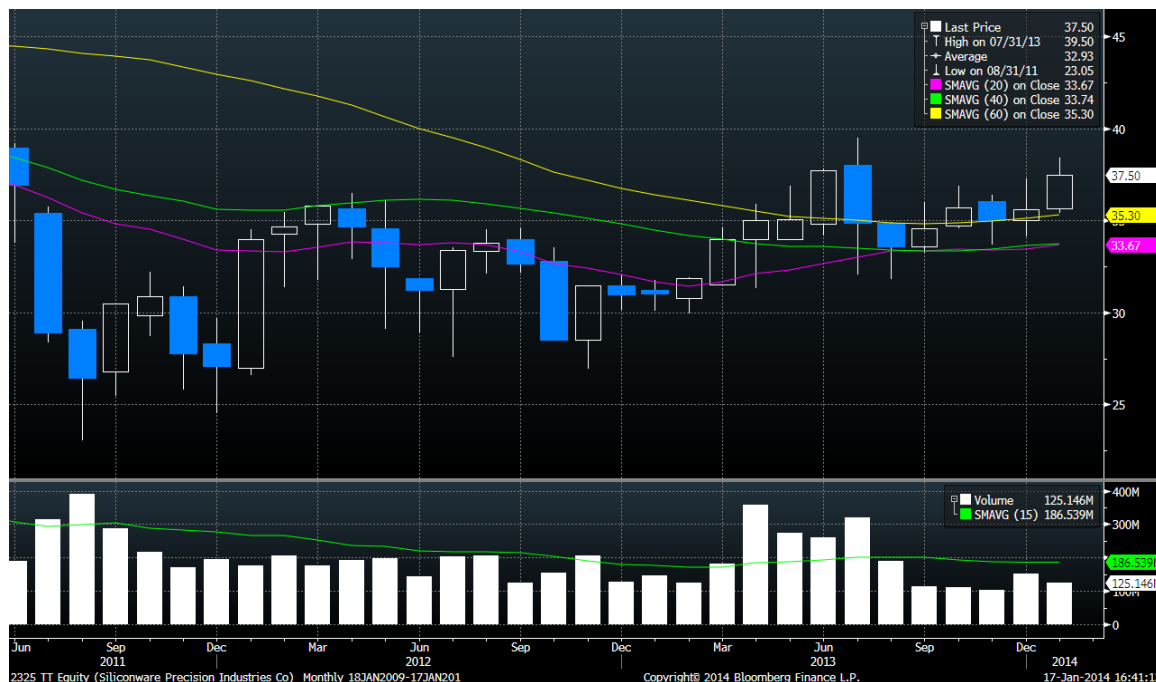 Last Price 37.50
High on 07/31/13 39.50
Average 32.93
Low on 08/31/11 23.05
SMAVG (20) on Close 33.67
SMAVG (40) on Close 33.74
SMAVG (60) on Close 35.30
45
40
37.50
35.30
33.67
30
25
Volume 125.146M
SMAVG (15) 186.539M
400M
300M
186.539M
125.146
100M
0
Jun Sep Dec Mar Jun Sep Dec Mar Jun Sep Dec
2011 2012 2013 2014
2325 TT Equity (Siliconware Precision Industries Co) Monthly 18JAN2009-17JAN201 Copyright© 2014 Bloomberg Finance L.P. 17-Jan-2014 16:41:1